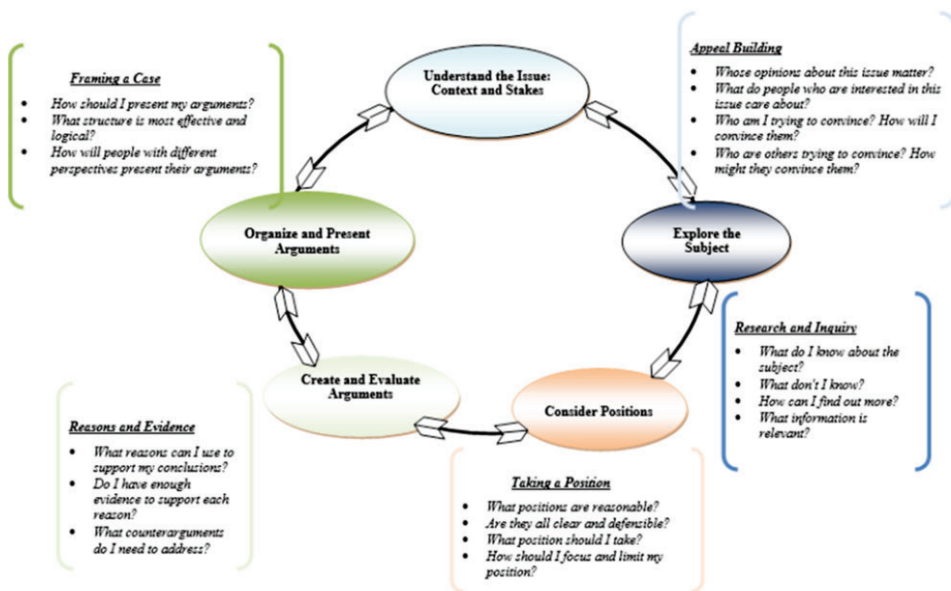 Framing a Case
• How should I present my arguments?
• What structure is most effective and
logical?
• How will people with different
perspectives present their arguments?
Understand the Issue:
Context and Stakes
Appeal Building
• Whose opinions about this issue matter?
• What do people who are interested in this
issue care about?
• Who am I trying to convince? How will I
convince them?
• Who are others trying to convince? How
might they convince them?
Organize and Present
Arguments
Explore the
Subject
Research and Inquiry
• What do I know about the
subject?
• What don't I know?
• How can I find out more?
• What information is
relevant?
Create and Evaluate
Arguments
Consider Positions
Reasons and Evidence
• What reasons can I use to
support my conclusions?
• Do I have enough
evidence to support each
reason?
• What counterarguments
do I need to address?
Taking a Position
• What positions are reasonable?
• Are they all clear and defensible?
• What position should I take?
• How should I focus and limit my
position?